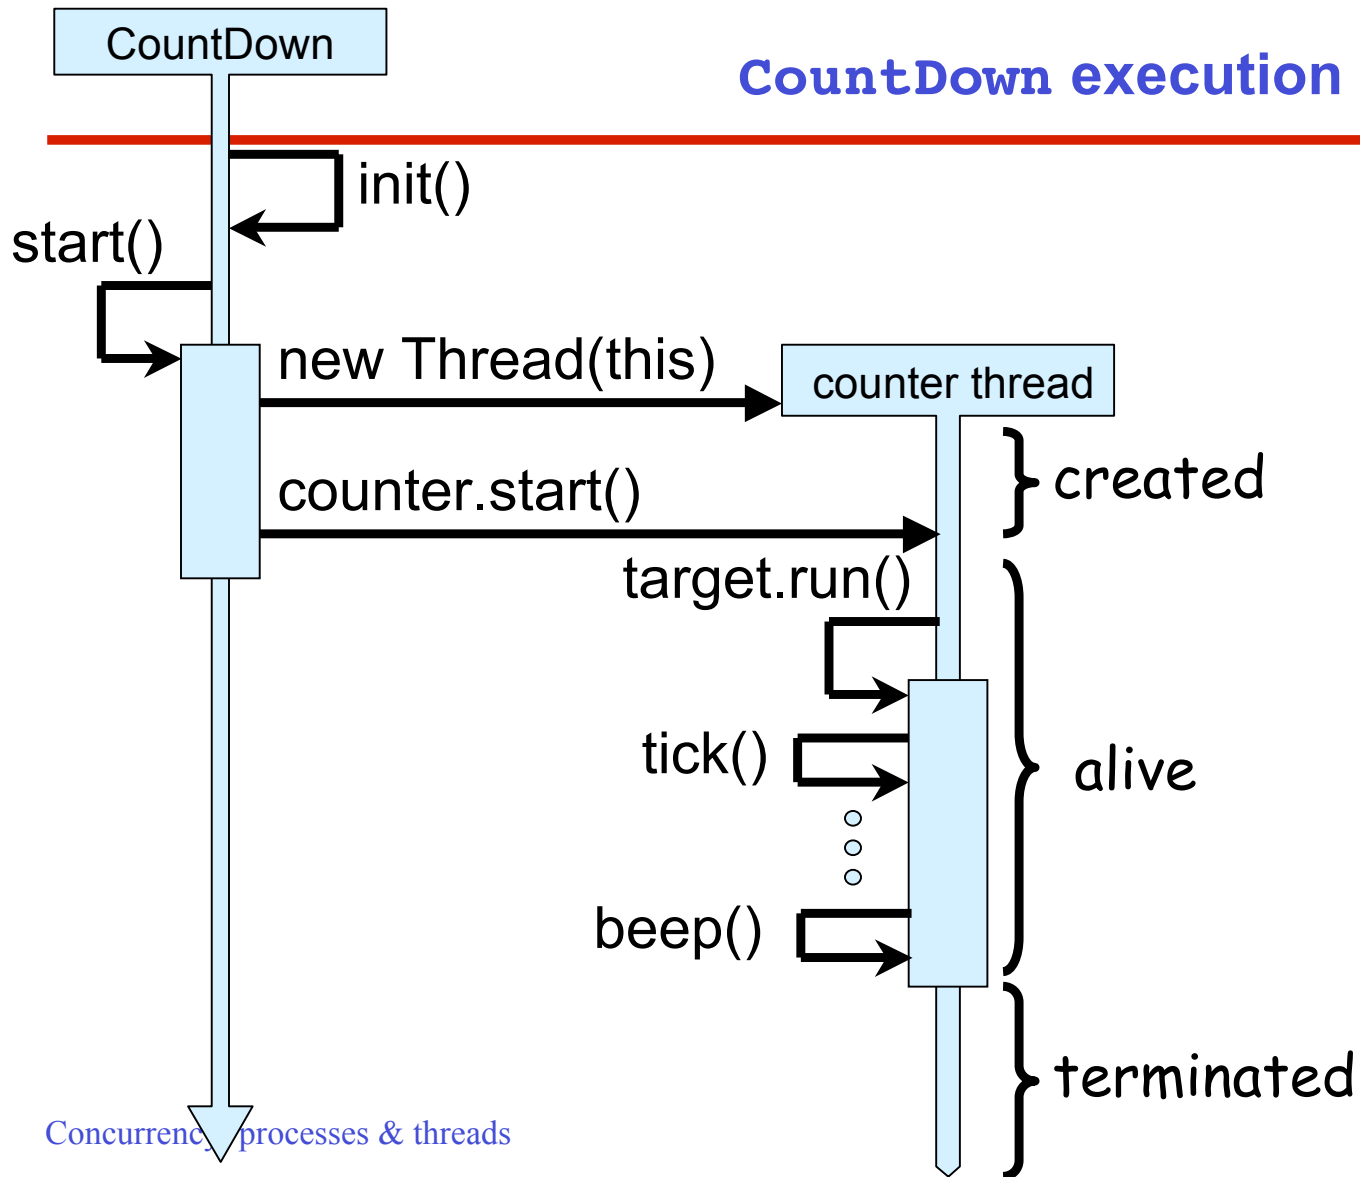 CountDown
CountDown execution
init()
start()
new Thread(this)
counter thread
created
counter.start()
target.run()
tick()
alive
beep()
terminated
Concurrency: processes & threads